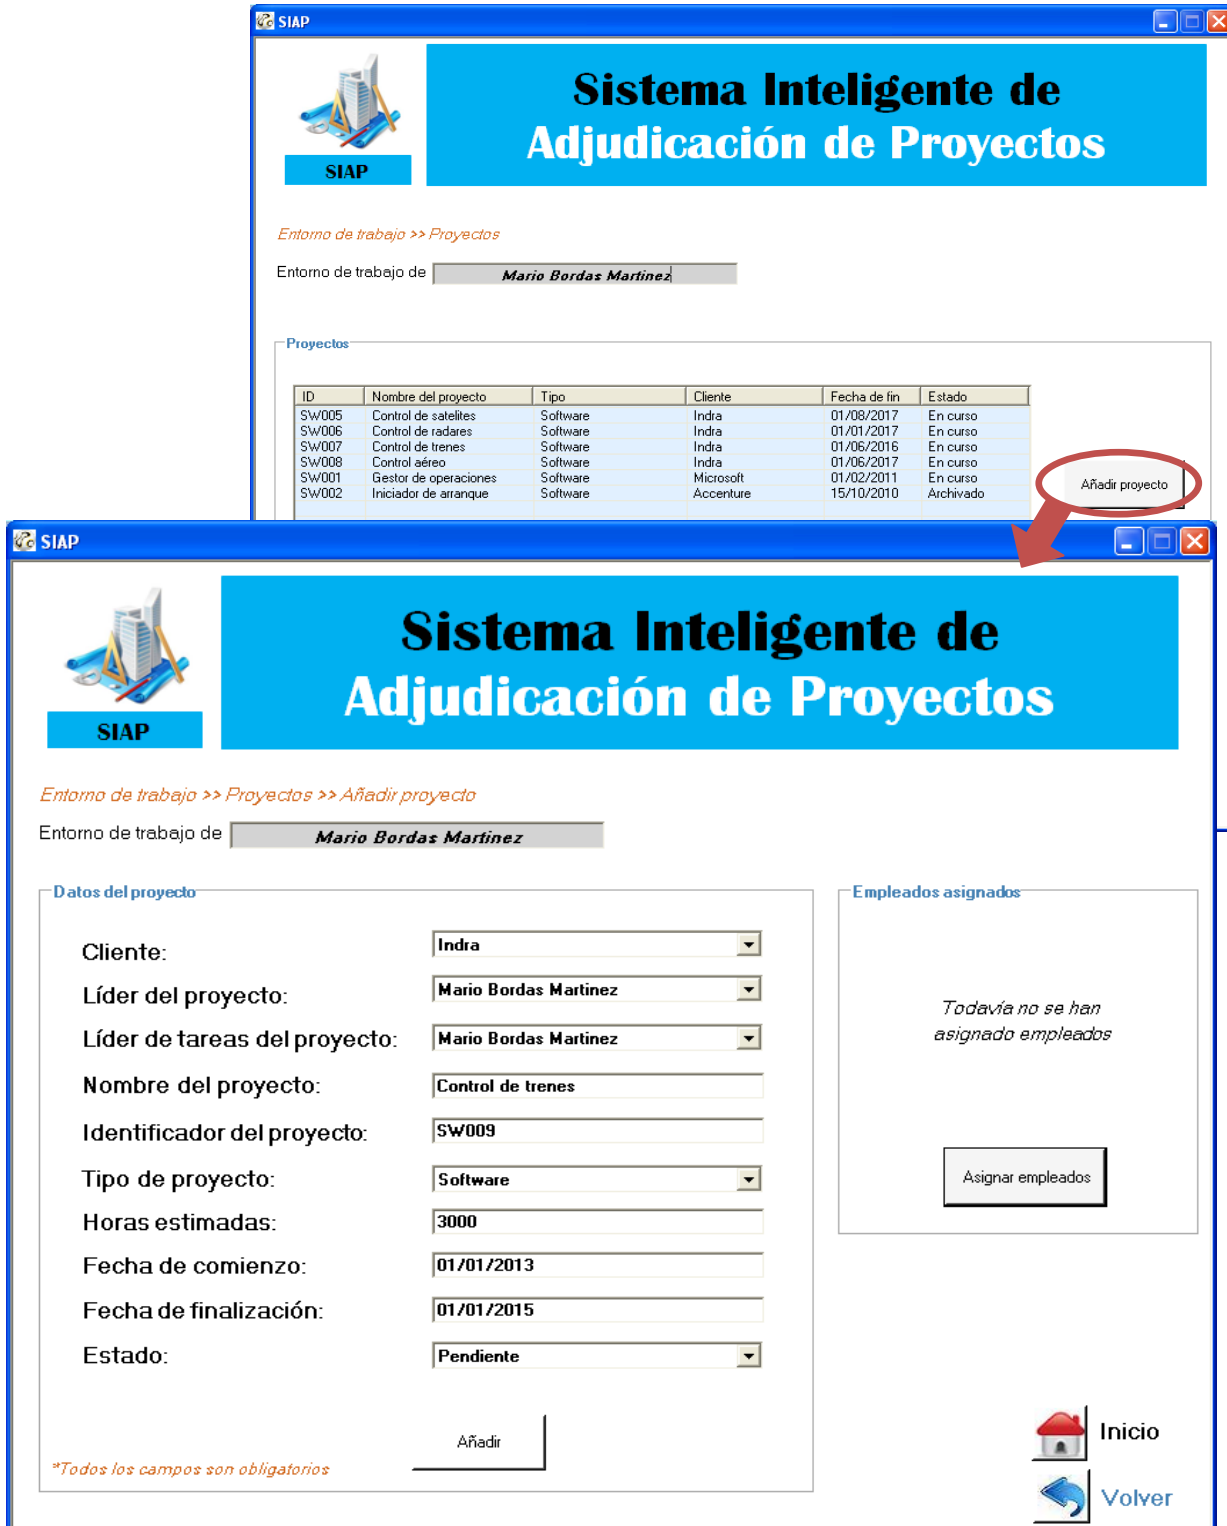 SIAP
Sistema Inteligente de
Adjudicación de Proyectos
SIAP
Entorno de trabajo >> Proyectos
Entorno de trabajo de Mario Bordas Martinez
Proyectos
ID Nombre del proyecto Tipo Cliente Fecha de fin Estado
SW005 Control de satelites Software Indra 01/08/2017 En curso
SW006 Control de radares Software Indra 01/01/2017 En curso
SW007 Control de trenes Software Indra 01/06/2016 En curso
SW008 Control aéreo Software Indra 01/06/2017 En curso
SW001 Gestor de operaciones Software Microsoft 01/02/2011 En curso
SW002 Iniciador de arranque Software Accenture 15/10/2010 Archivado
Añadir proyecto
SIAP
Sistema Inteligente de
Adjudicación de Proyectos
SIAP
Entorno de trabajo >> Proyectos >> Añadir proyecto
Entorno de trabajo de Mario Bordas Martinez
Datos del proyecto
Cliente: Indra
Líder del proyecto: Mario Bordas Martinez
Líder de tareas del proyecto: Mario Bordas Martinez
Nombre del proyecto: Control de trenes
Identificador del proyecto: SW009
Tipo de proyecto: Software
Horas estimadas: 3000
Fecha de comienzo: 01/01/2013
Fecha de finalización: 01/01/2015
Estado: Pendiente
Añadir
*Todos los campos son obligatorios
Empleados asignados
Todavía no se han
asignado empleados
Asignar empleados
Inicio
Volver